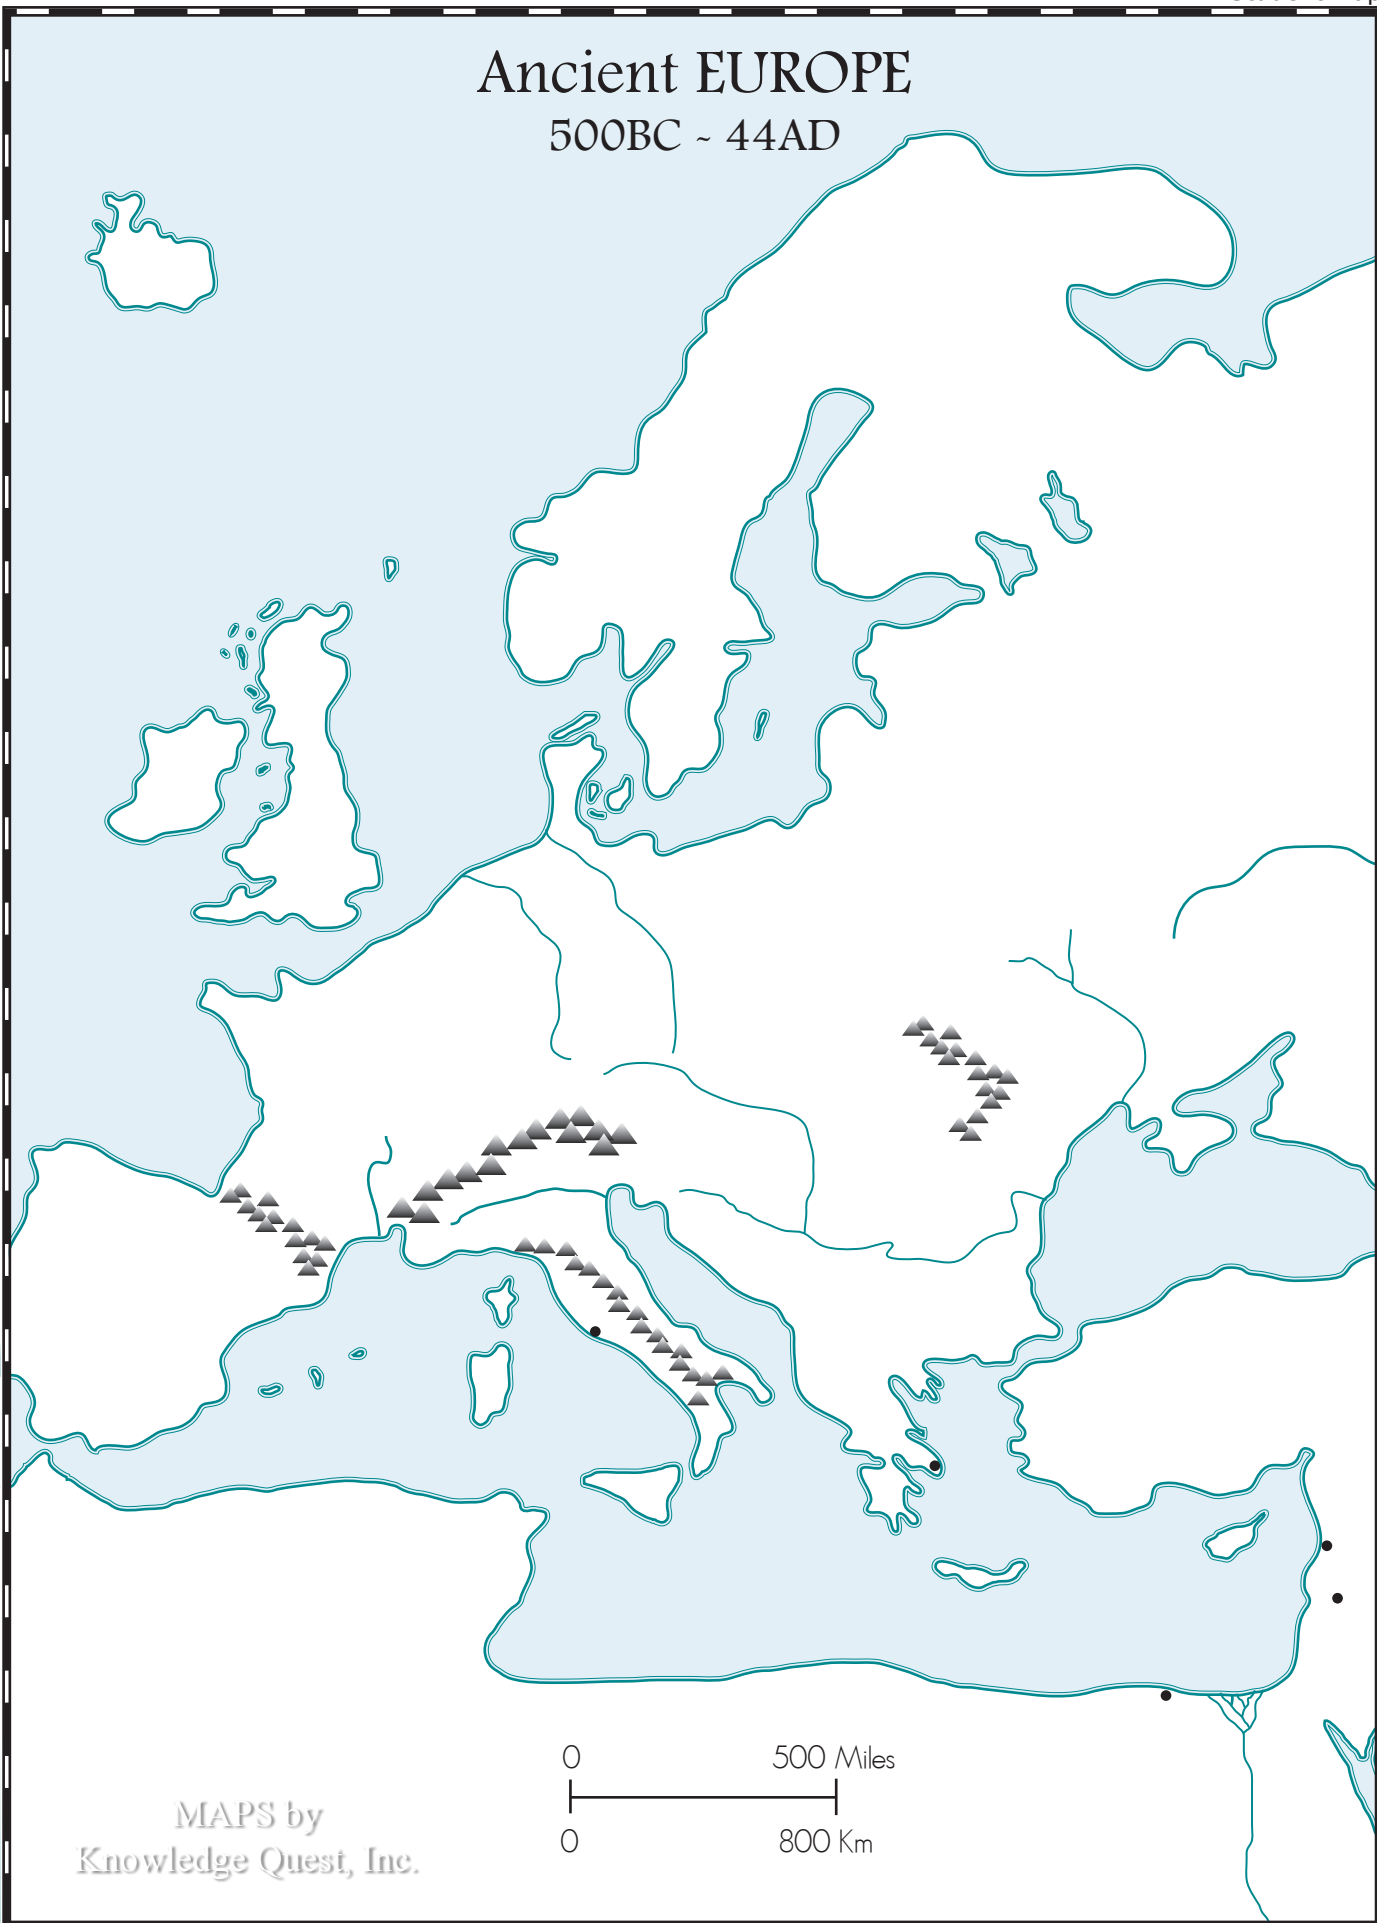 Ancient EUROPE
500BC ~ 44AD
0 500 Miles
0 800 Km
MAPS by
Knowledge Quest, Inc.